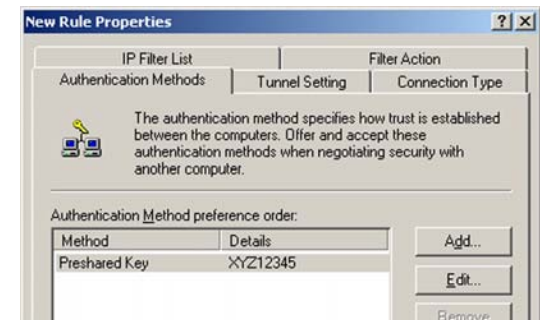 New Rule Properties
IP Filter List
Filter Action
Authentication Methods
Tunnel Setting
Connection Type
The authentication method specifies how trust is established
between the computers. Offer and accept these
authentication methods when negotiating security with
another computer.
Authentication Method preference order:
Method Details
Preshared Key XYZ12345
Add...
Edit...
Remove